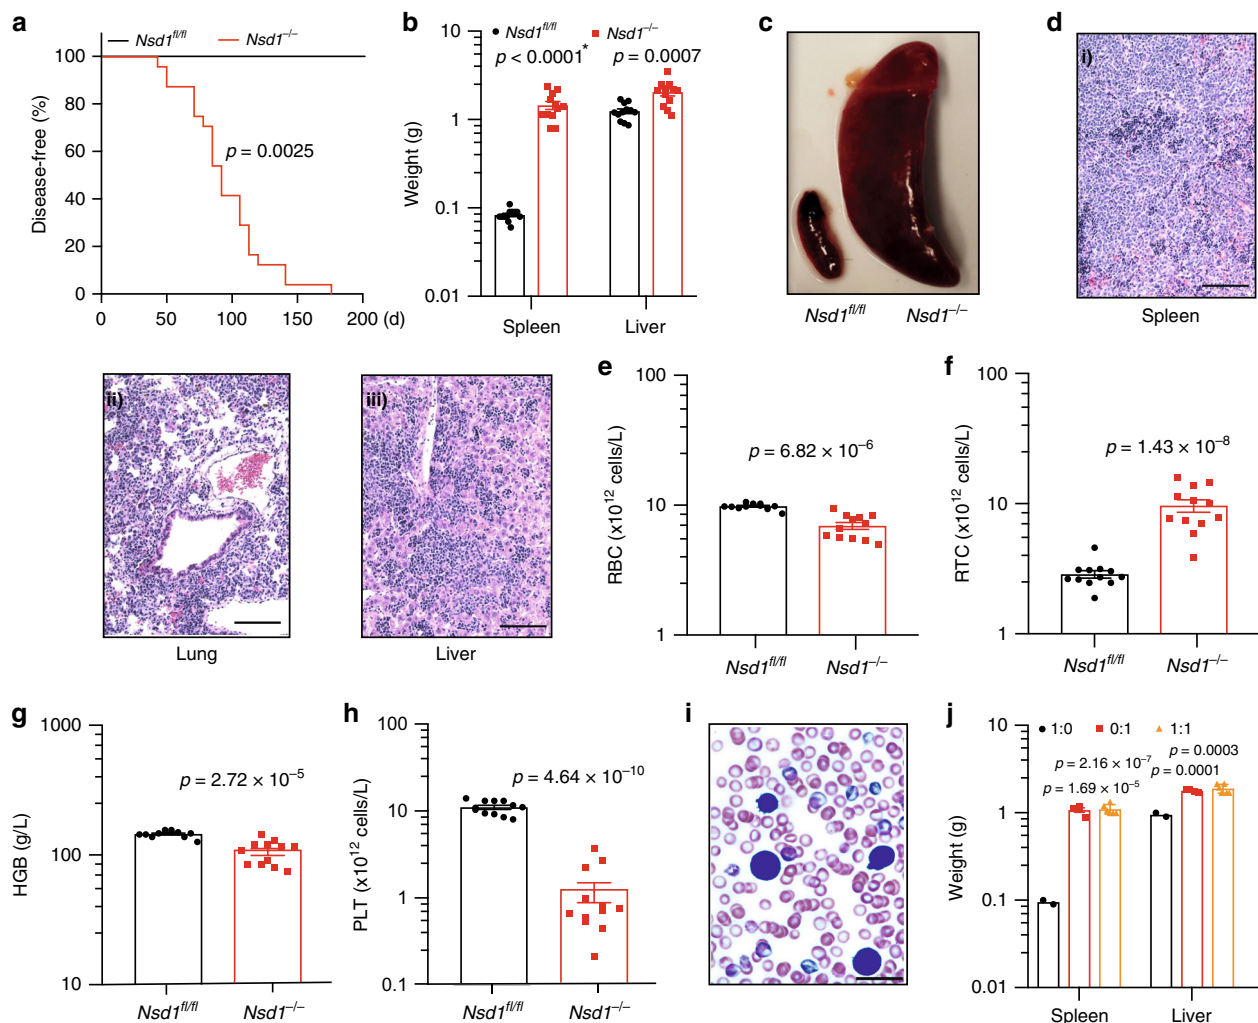 a
Nsd1fl/fl
Nsd1−/−
Disease-free (%)
100
80
60
40
20
0
p = 0.0025
0
50
100
150
200
(d)
b
Nsd1fl/fl
Nsd1−/−
p < 0.0001*
p = 0.0007
Weight (g)
10
1
0.1
0.01
Spleen
Liver
c
Nsd1fl/fl
Nsd1−/−
d
i)
Spleen
ii)
Lung
iii)
Liver
e
RBC (x10^12 cells/L)
100
10
1
p = 6.82 × 10^−6
Nsd1fl/fl
Nsd1−/−
f
RTC (x10^12 cells/L)
100
10
1
p = 1.43 × 10^−8
Nsd1fl/fl
Nsd1−/−
g
HGB (g/L)
1000
100
10
p = 2.72 × 10^−5
Nsd1fl/fl
Nsd1−/−
h
PLT (x10^12 cells/L)
100
10
1
0.1
p = 4.64 × 10^−10
Nsd1fl/fl
Nsd1−/−
i
j
1:0
0:1
1:1
p = 0.0003
p = 2.16 × 10^−7
p = 0.0001
p = 1.69 × 10^−5
Weight (g)
10
1
0.1
0.01
Spleen
Liver